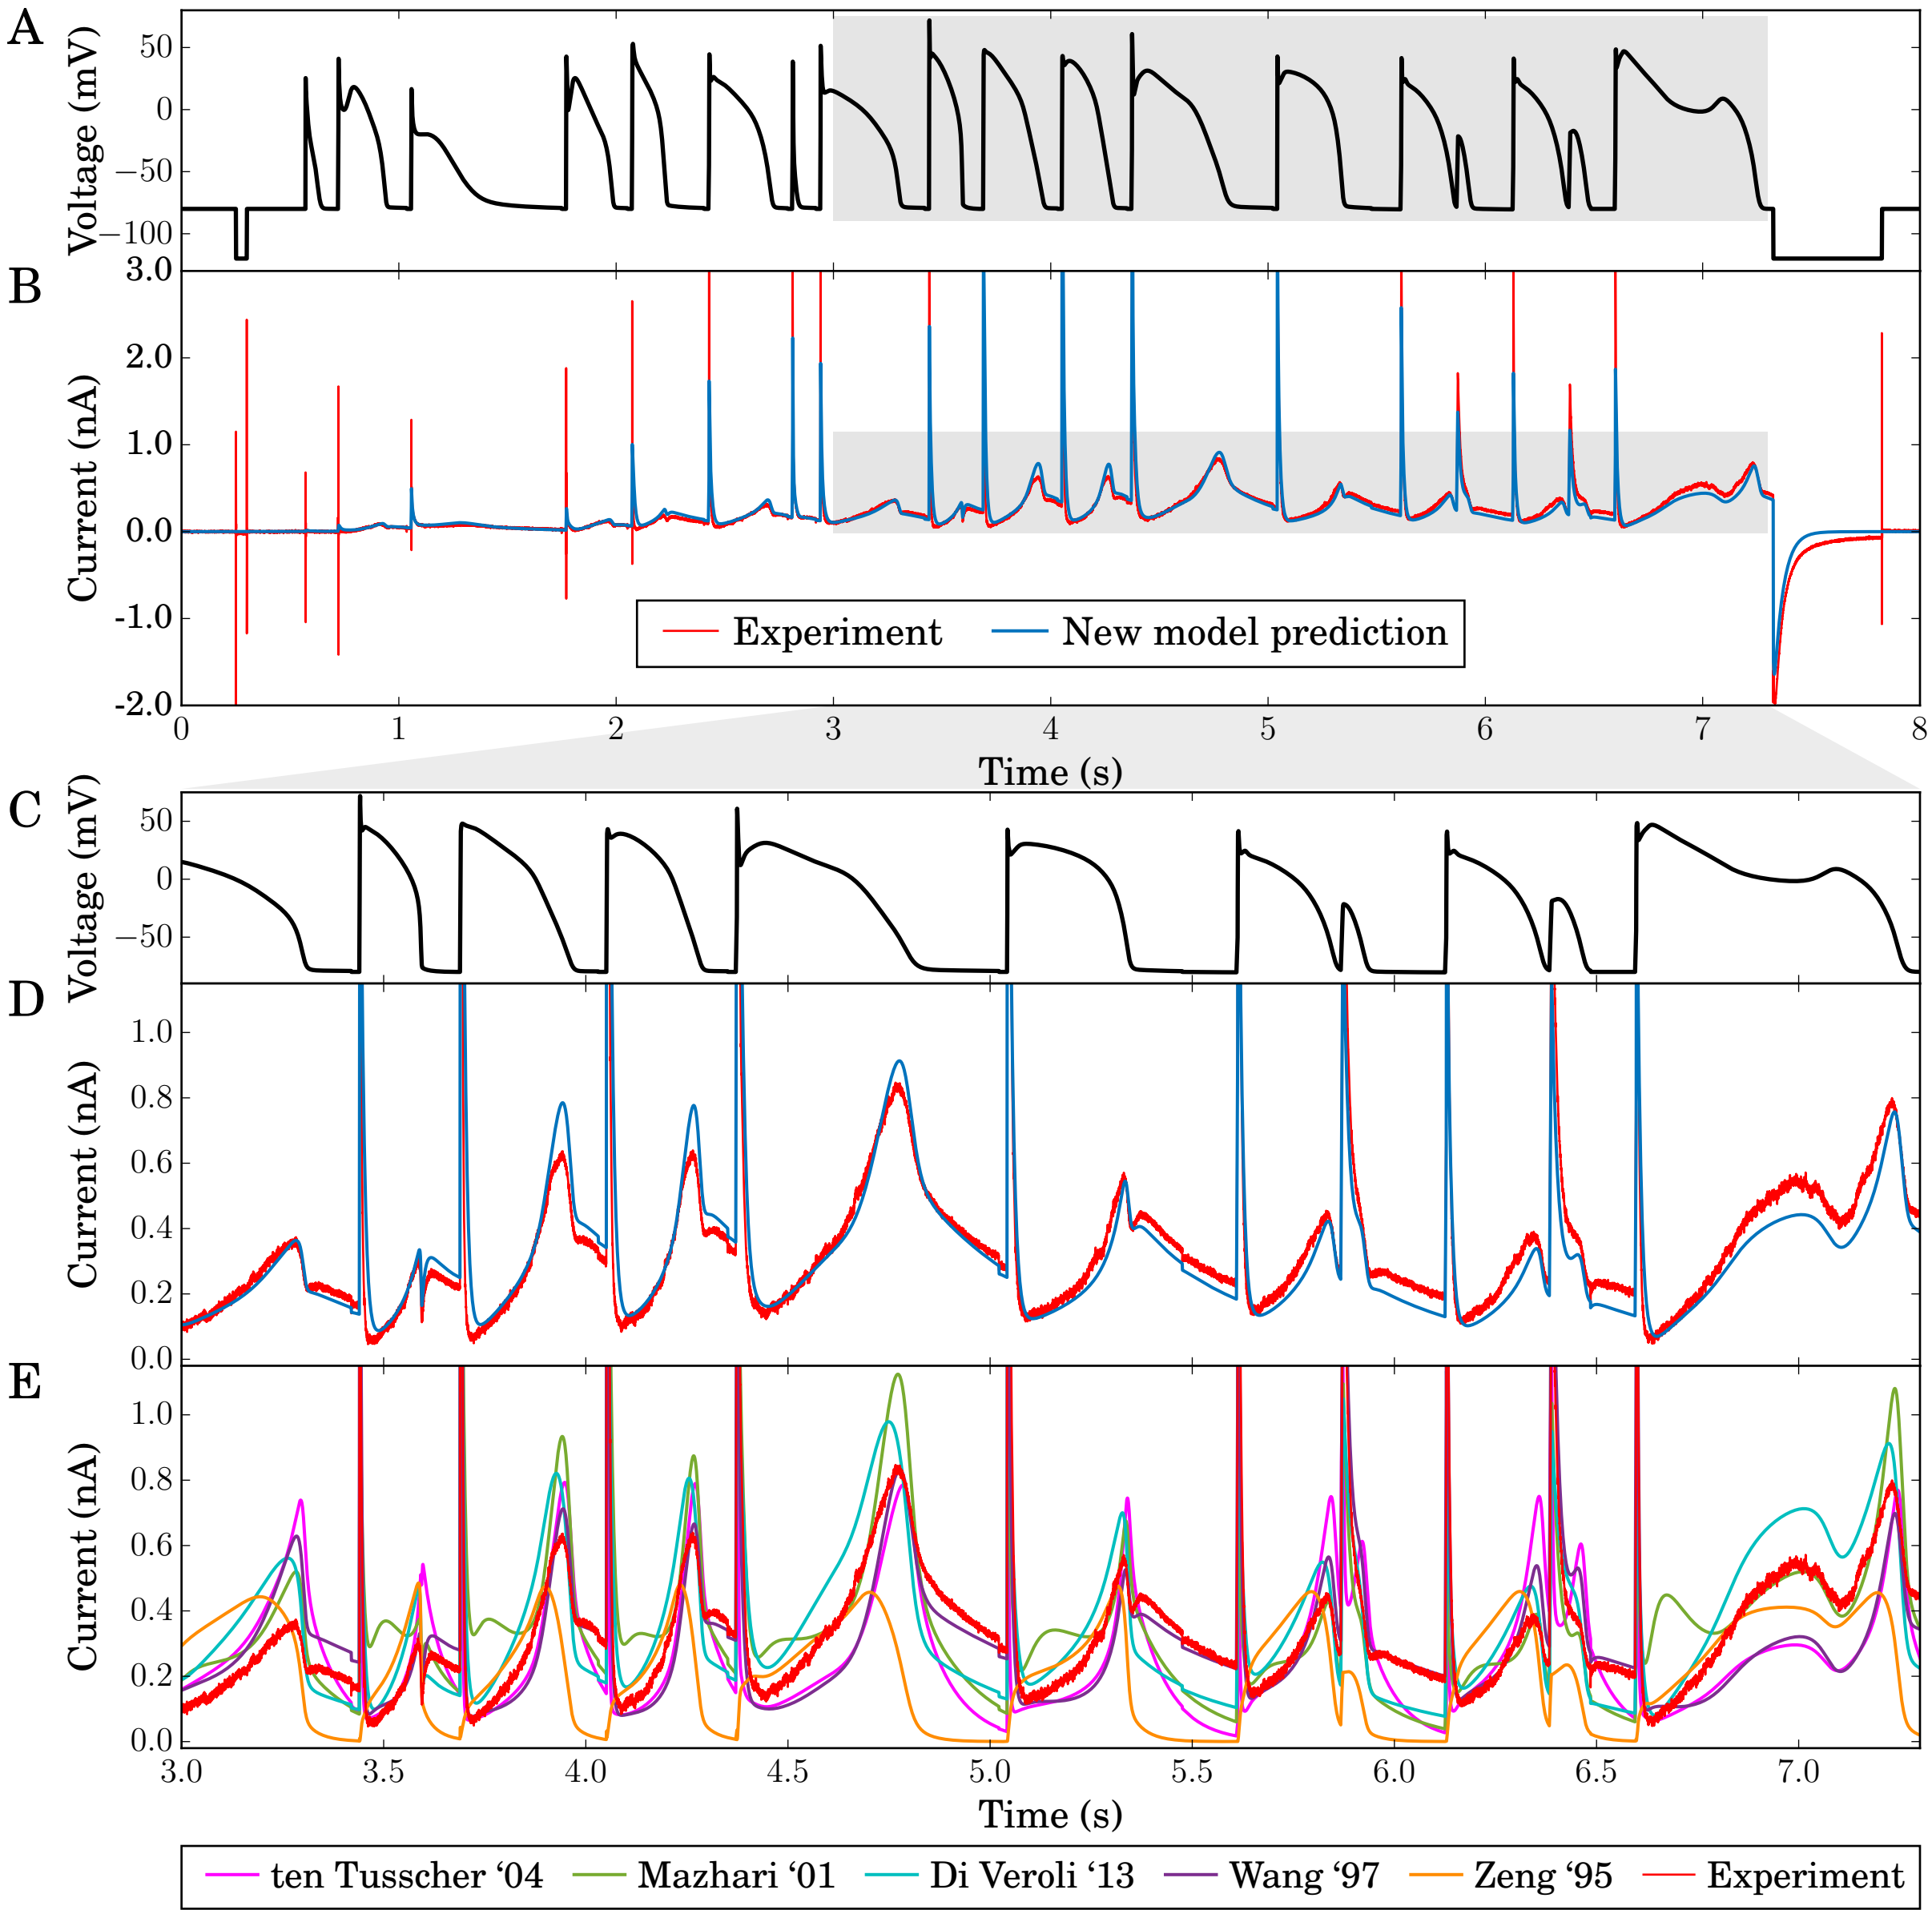 A
Voltage (mV)
50
0
−50
−100
B
Current (nA)
3.0
2.0
1.0
0.0
-1.0
-2.0
Experiment New model prediction
0 1 2 3 4 5 6 7 8
Time (s)
C
Voltage (mV)
50
0
−50
D
Current (nA)
1.0
0.8
0.6
0.4
0.2
0.0
E
Current (nA)
1.0
0.8
0.6
0.4
0.2
0.0
3.0 3.5 4.0 4.5 5.0 5.5 6.0 6.5 7.0
Time (s)
ten Tusscher ‘04 Mazhari ‘01 Di Veroli ‘13 Wang ‘97 Zeng ‘95 Experiment